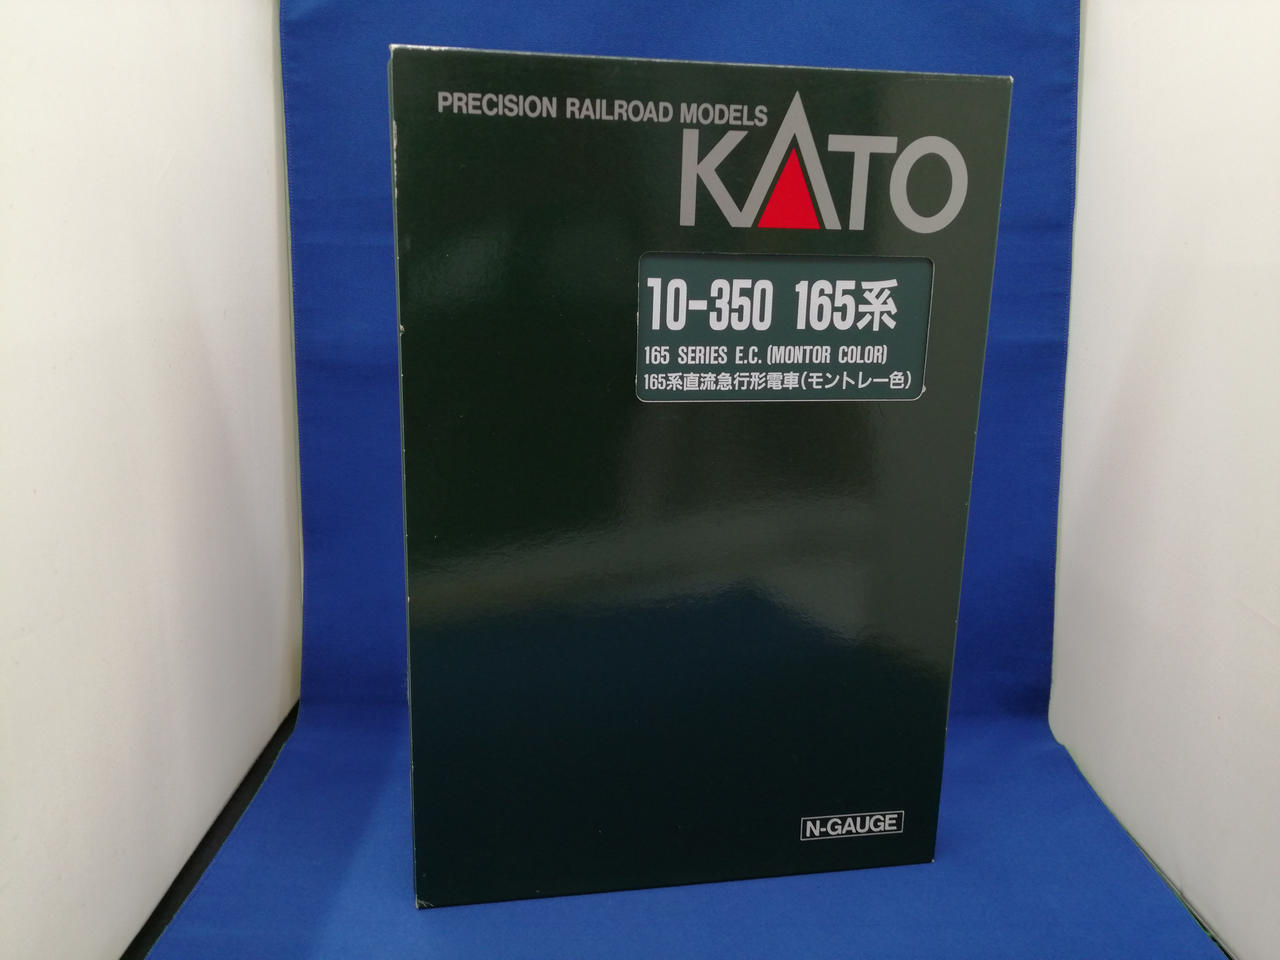 PRECISION RAILROAD MODELS
KATO
10-350 165系
165 SERIES E.C. (MONTOR COLOR)
165系直流急行形電車(モントレー色)
N-GAUGE